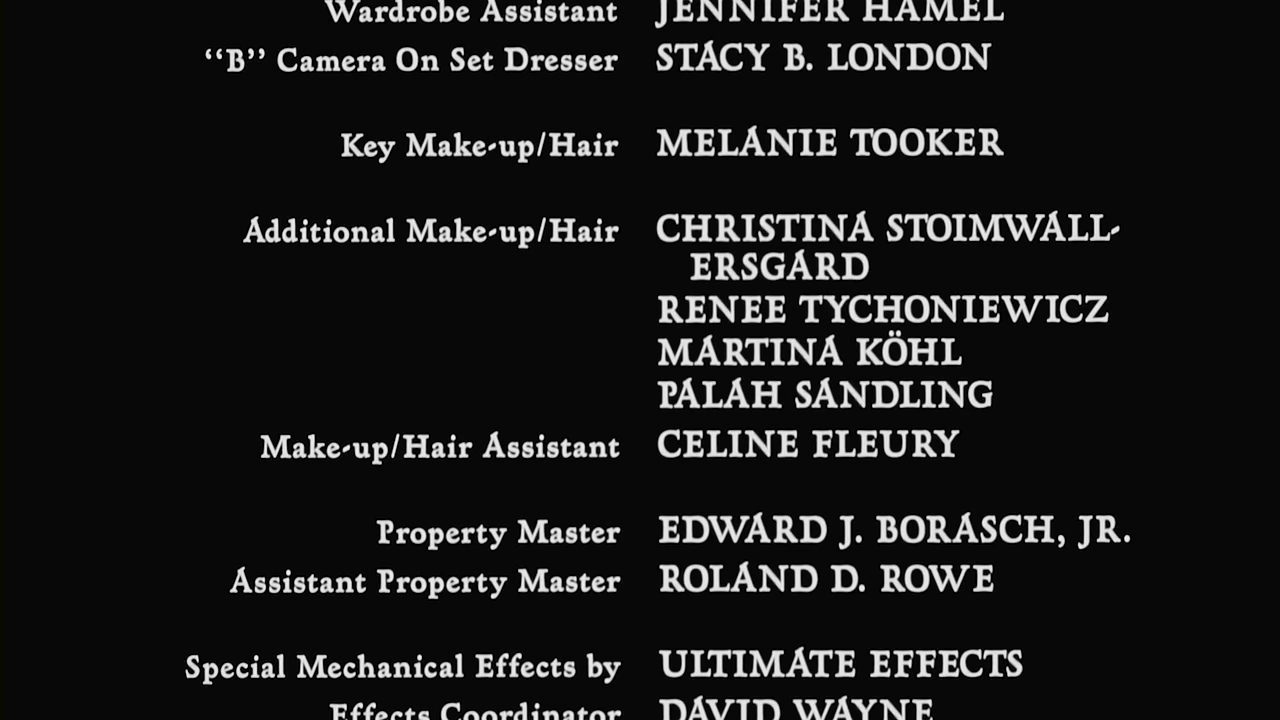 Wardrobe Assistant JENNIFER HAMEL
“B” Camera On Set Dresser STACY B. LONDON
Key Make-up/Hair MELANIE TOOKER
Additional Make-up/Hair CHRISTINA STOIMWALL-
ERSGARD
RENEE TYCHONIEWICZ
MARTINA KÖHL
PALAH SANDLING
Make-up/Hair Assistant CELINE FLEURY
Property Master EDWARD J. BORASCH, JR.
Assistant Property Master ROLAND D. ROWE
Special Mechanical Effects by ULTIMATE EFFECTS
Effects Coordinator DAVID WAYNE